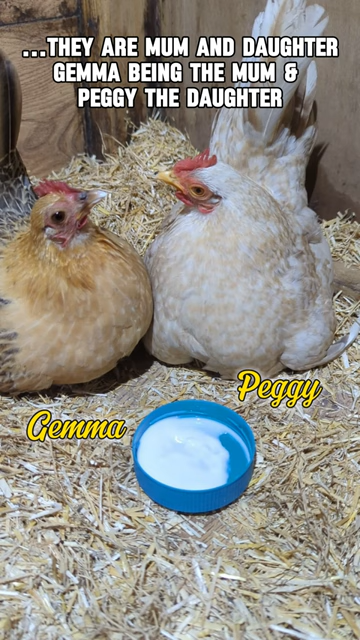 ...THEY ARE MUM AND DAUGHTER
GEMMA BEING THE MUM &
PEGGY THE DAUGHTER
Peggy
Gemma